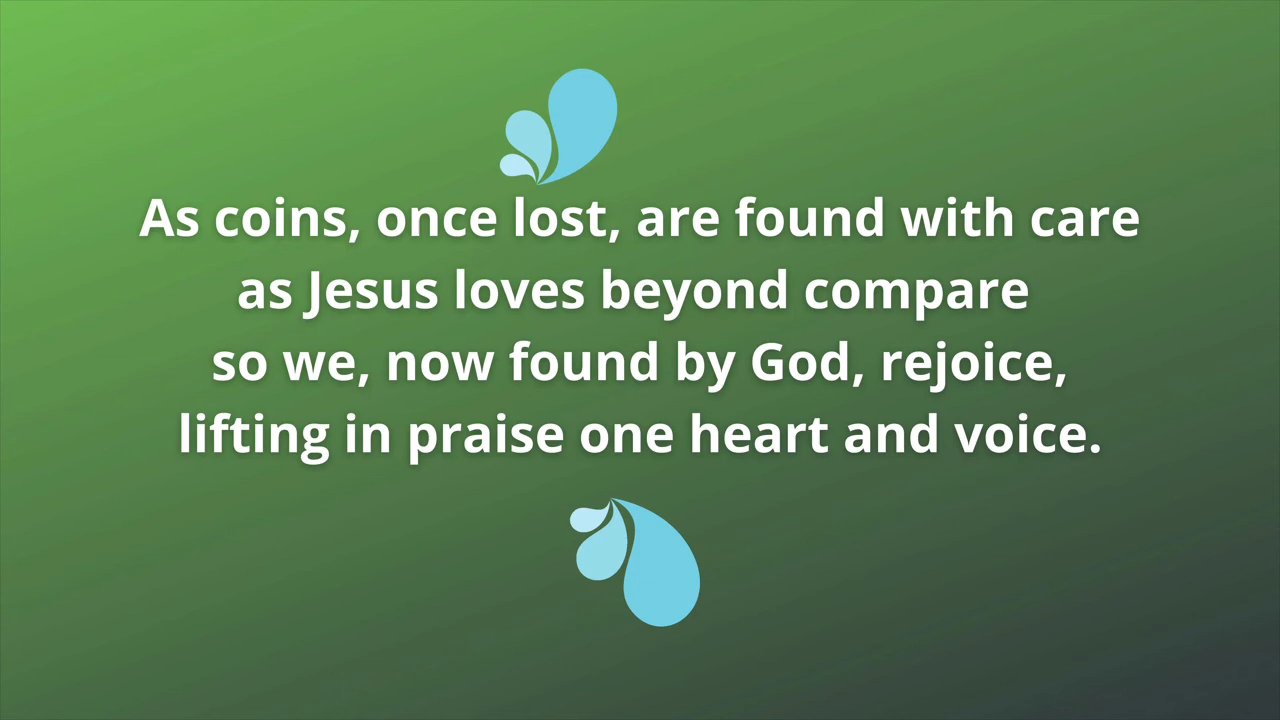 As coins, once lost, are found with care
as Jesus loves beyond compare
so we, now found by God, rejoice,
lifting in praise one heart and voice.